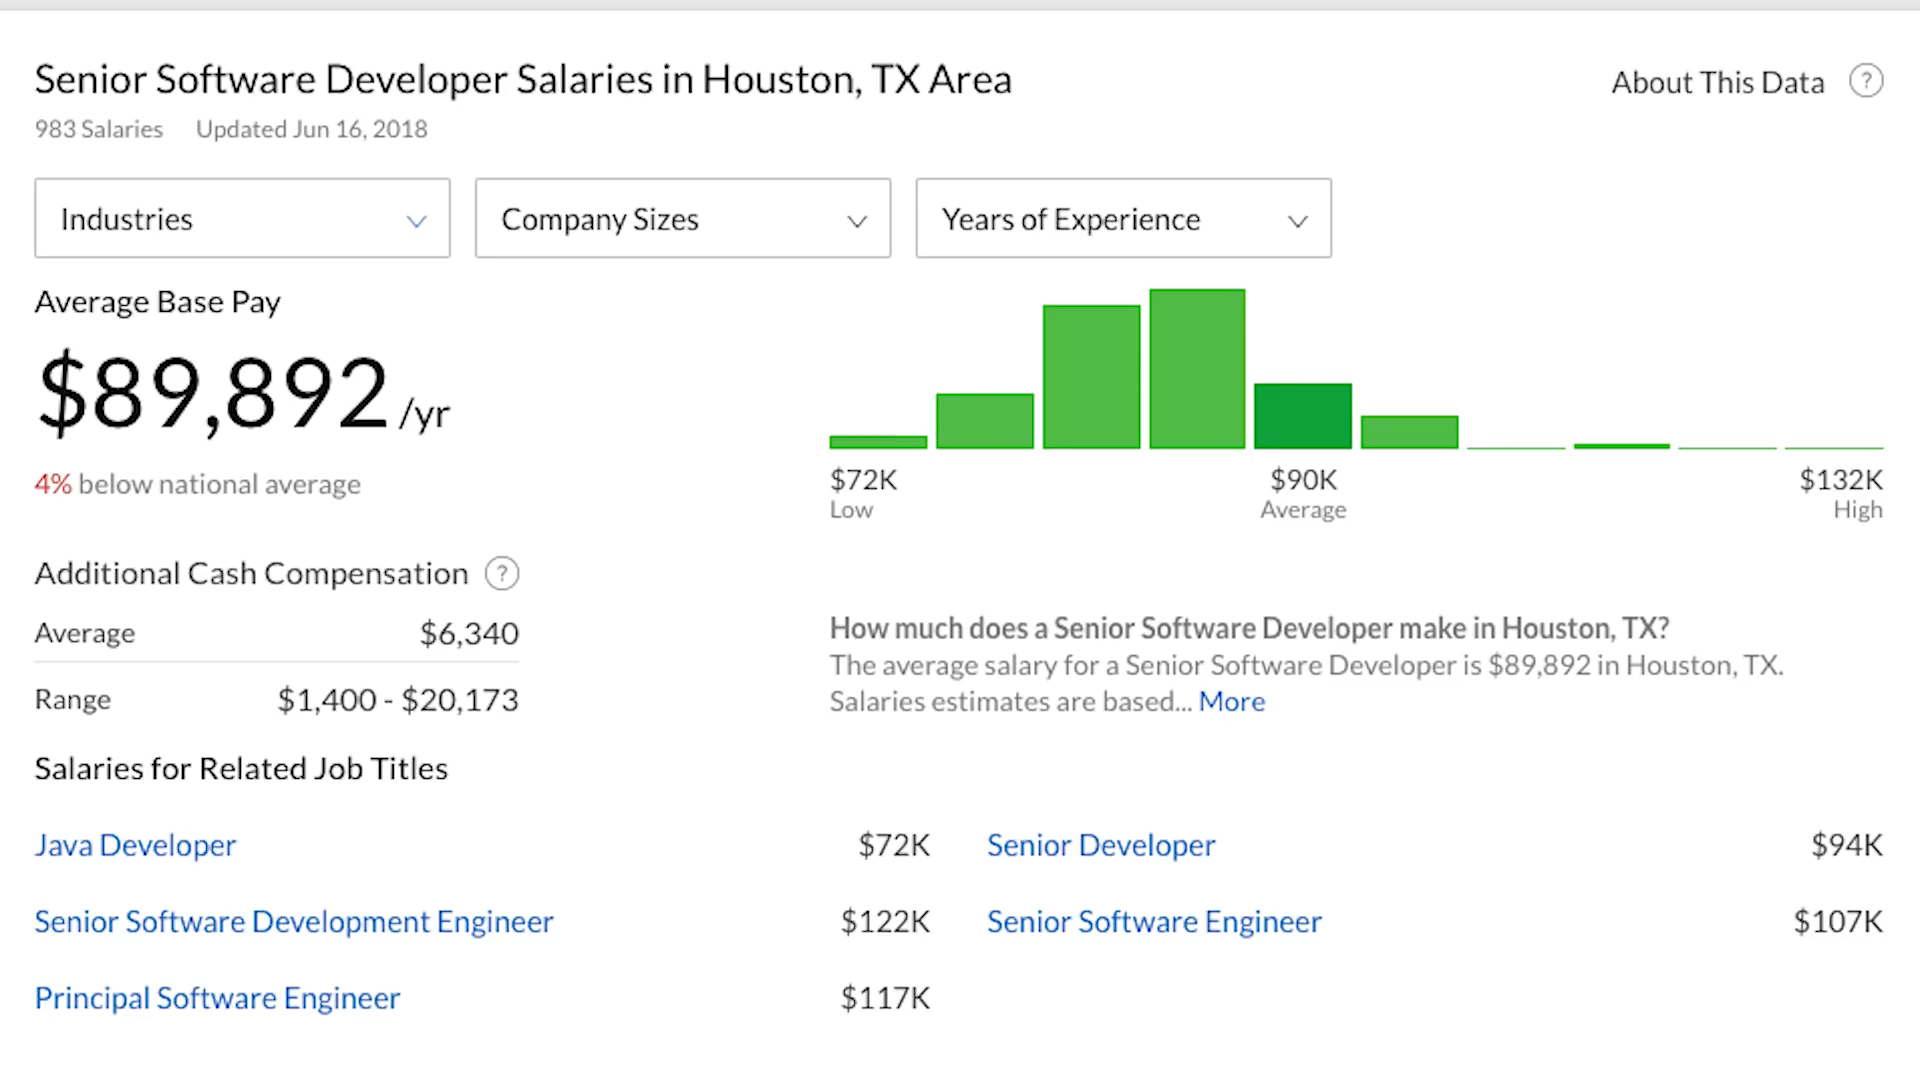 Senior Software Developer Salaries in Houston, TX Area
About This Data ?
983 Salaries Updated Jun 16, 2018
Industries
Company Sizes
Years of Experience
Average Base Pay
$89,892 /yr
4% below national average
$72K
Low
$90K
Average
$132K
High
Additional Cash Compensation ?
Average $6,340
Range $1,400 - $20,173
How much does a Senior Software Developer make in Houston, TX?
The average salary for a Senior Software Developer is $89,892 in Houston, TX.
Salaries estimates are based... More
Salaries for Related Job Titles
Java Developer $72K
Senior Developer $94K
Senior Software Development Engineer $122K
Senior Software Engineer $107K
Principal Software Engineer $117K